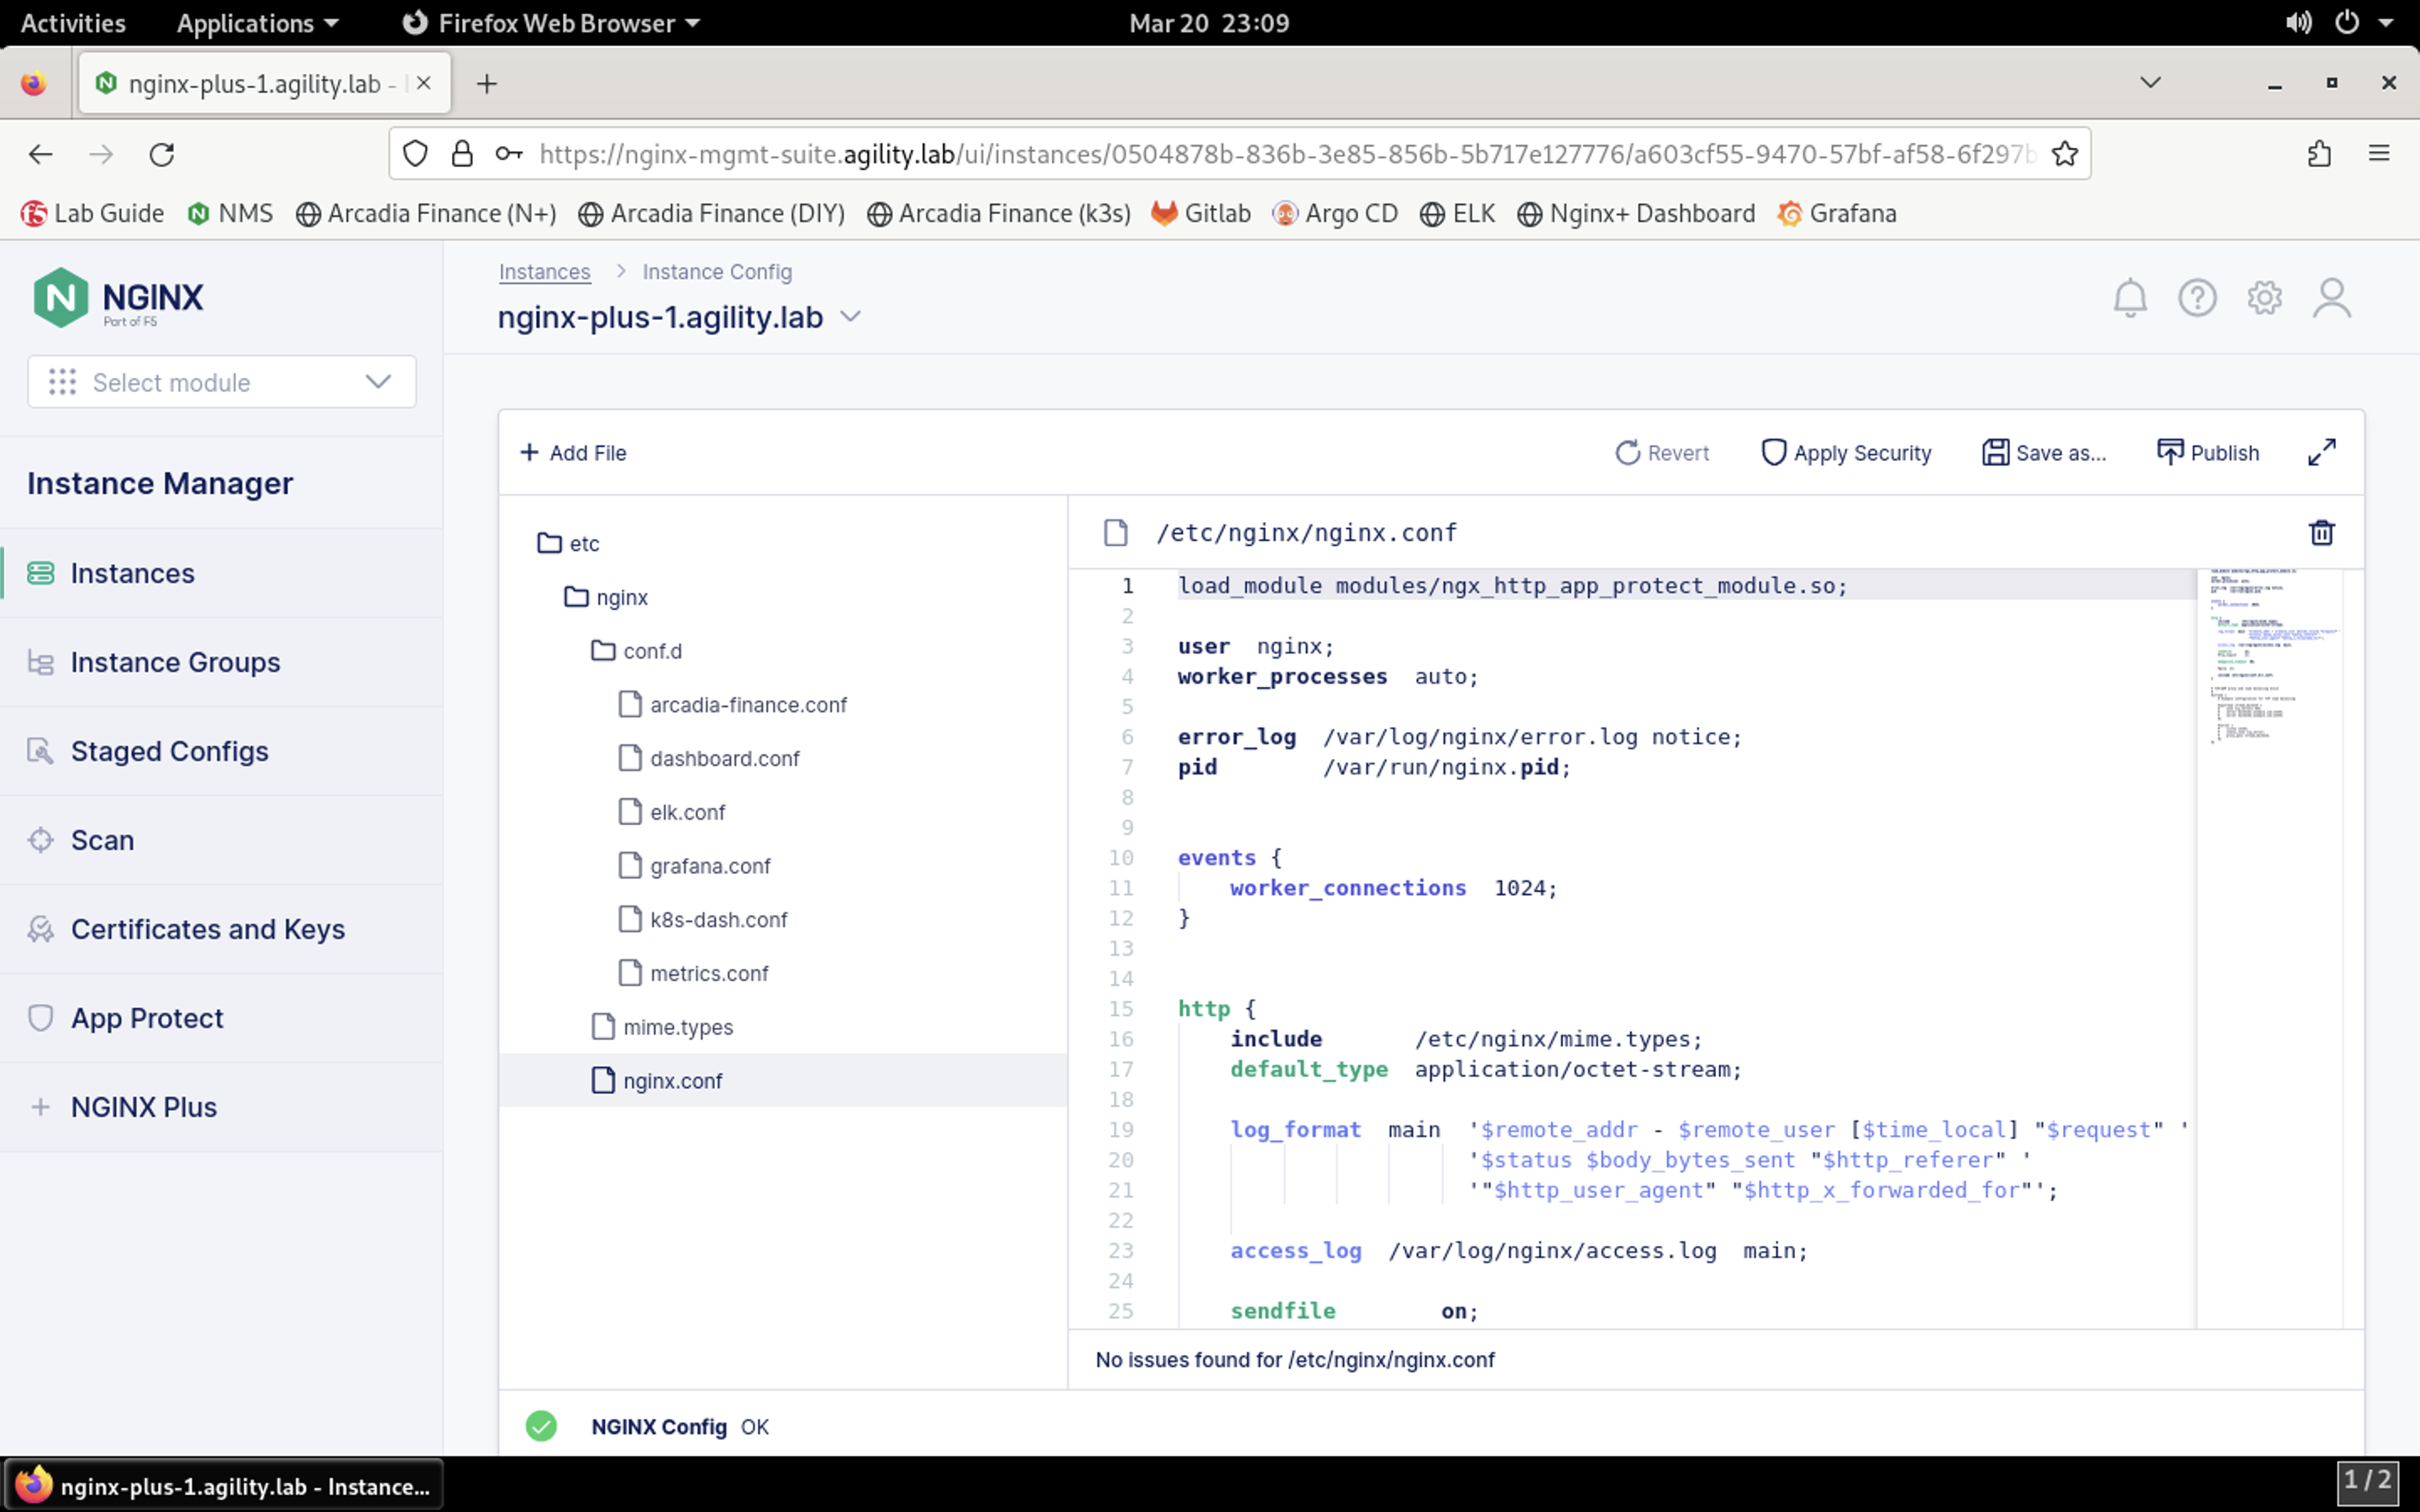 Activities Applications Firefox Web Browser Mar 20 23:09
nginx-plus-1.agility.lab -
https://nginx-mgmt-suite.agility.lab/ui/instances/0504878b-836b-3e85-856b-5b717e127776/a603cf55-9470-57bf-af58-6f297b
Lab Guide NMS Arcadia Finance (N+) Arcadia Finance (DIY) Arcadia Finance (k3s) Gitlab Argo CD ELK Nginx+ Dashboard Grafana
NGINX
Part of F5
Select module
Instance Manager
Instances
Instance Groups
Staged Configs
Scan
Certificates and Keys
App Protect
NGINX Plus
Instances > Instance Config
nginx-plus-1.agility.lab
+ Add File Revert Apply Security Save as... Publish
etc
nginx
conf.d
arcadia-finance.conf
dashboard.conf
elk.conf
grafana.conf
k8s-dash.conf
metrics.conf
mime.types
nginx.conf
/etc/nginx/nginx.conf
1 load_module modules/ngx_http_app_protect_module.so;
2
3 user  nginx;
4 worker_processes  auto;
5
6 error_log  /var/log/nginx/error.log notice;
7 pid        /var/run/nginx.pid;
8
9
10 events {
11     worker_connections  1024;
12 }
13
14
15 http {
16     include       /etc/nginx/mime.types;
17     default_type  application/octet-stream;
18
19     log_format  main  '$remote_addr - $remote_user [$time_local] "$request" '
20                       '$status $body_bytes_sent "$http_referer" '
21                       '"$http_user_agent" "$http_x_forwarded_for"';
22
23     access_log  /var/log/nginx/access.log  main;
24
25     sendfile        on;
No issues found for /etc/nginx/nginx.conf
NGINX Config OK
nginx-plus-1.agility.lab - Instance...
1 / 2